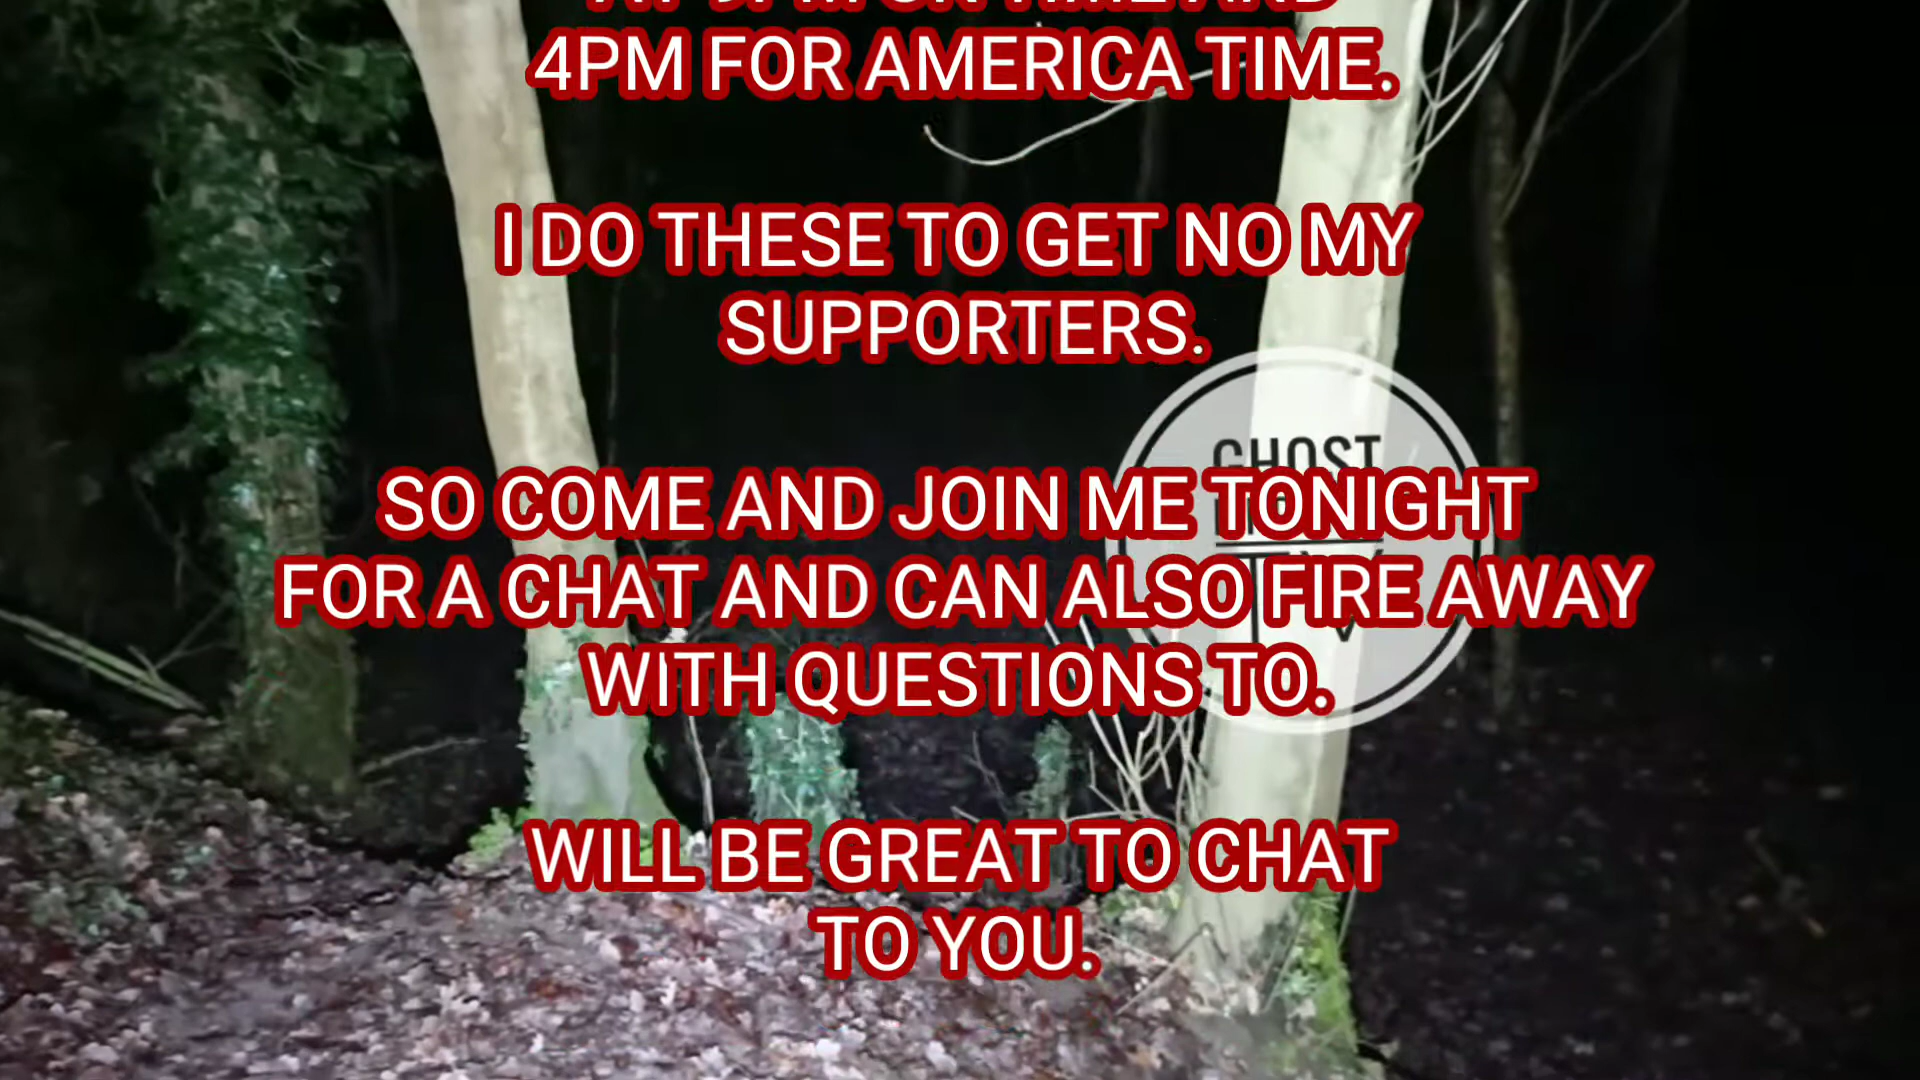 4PM FOR AMERICA TIME.
I DO THESE TO GET NO MY
SUPPORTERS.
GHOST
SO COME AND JOIN ME TONIGHT
FOR A CHAT AND CAN ALSO FIRE AWAY
WITH QUESTIONS TO.
WILL BE GREAT TO CHAT
TO YOU.